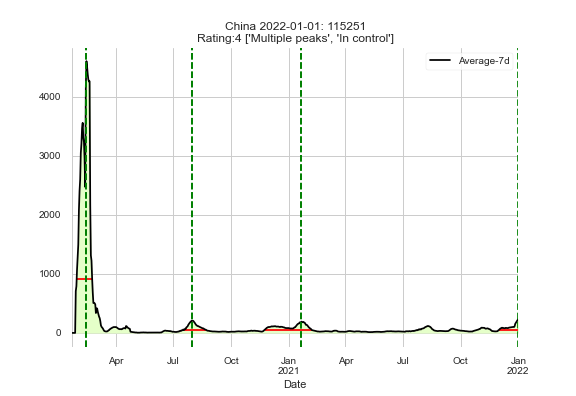 China 2022-01-01: 115251
Rating:4 ['Multiple peaks', 'In control']
Average-7d
4000
3000
2000
1000
0
Apr
Jul
Oct
Jan
2021
Apr
Jul
Oct
Jan
2022
Date